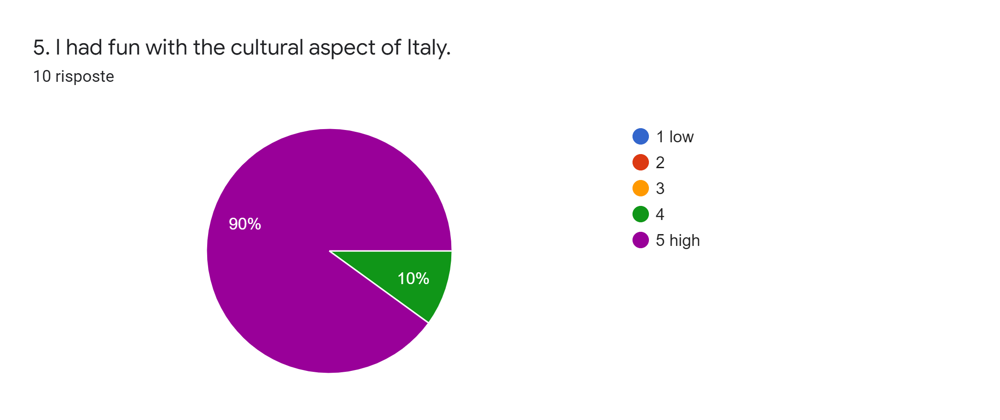 5. I had fun with the cultural aspect of Italy.
10 risposte
90%
10%
1 low
2
3
4
5 high